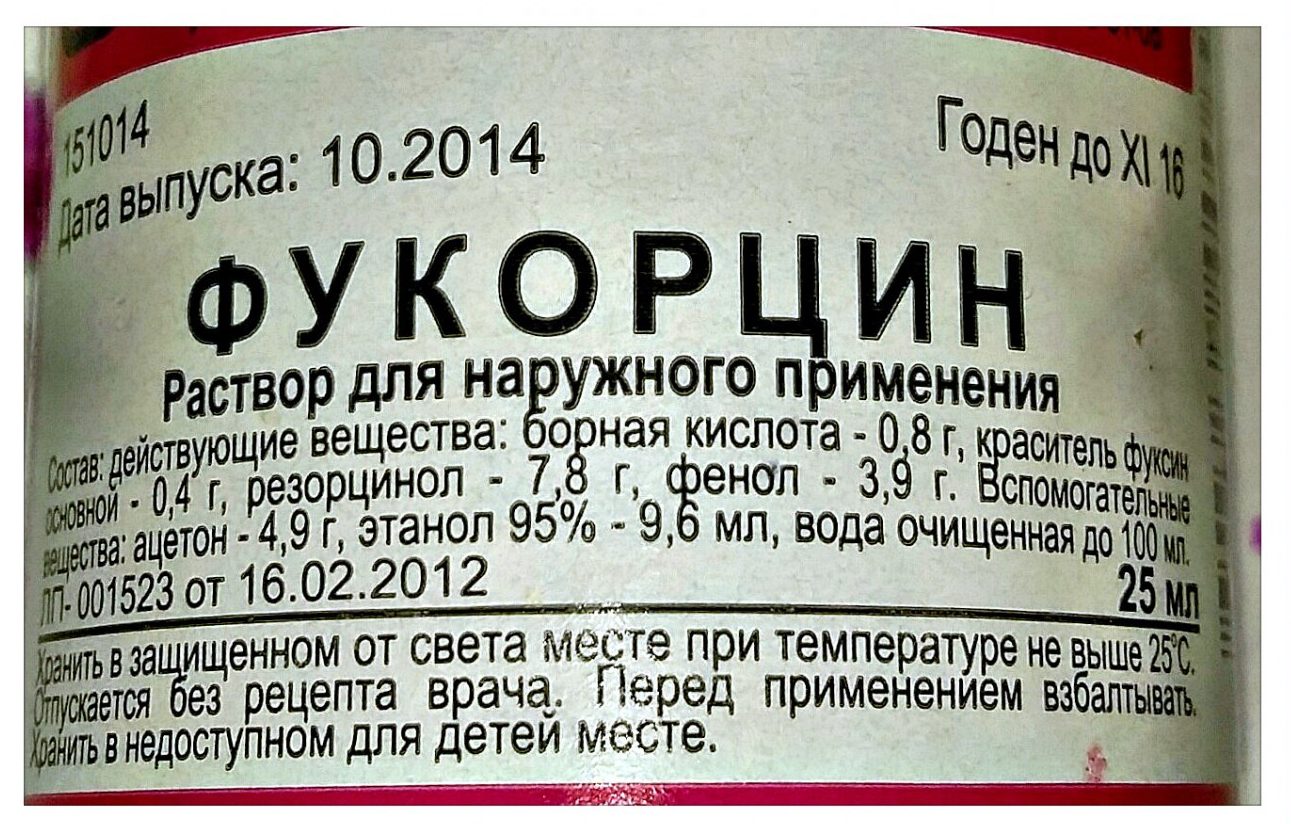 151014
Годен до XI 16
Дата выпуска: 10.2014
ФУКОРЦИН
Раствор для наружного применения
Состав: действующие вещества: борная кислота - 0,8 г, краситель фуксин
основной - 0,4 г, резорцинол - 7,8 г, фенол - 3,9 г. Вспомогательные
вещества: ацетон - 4,9 г, этанол 95% - 9,6 мл, вода очищенная до 100 мл.
ЛП- 001523 от 16.02.2012
25 мл
Хранить в защищенном от света месте при температуре не выше 25°С.
Отпускается без рецепта врача. Перед применением взбалтывать.
Хранить в недоступном для детей месте.